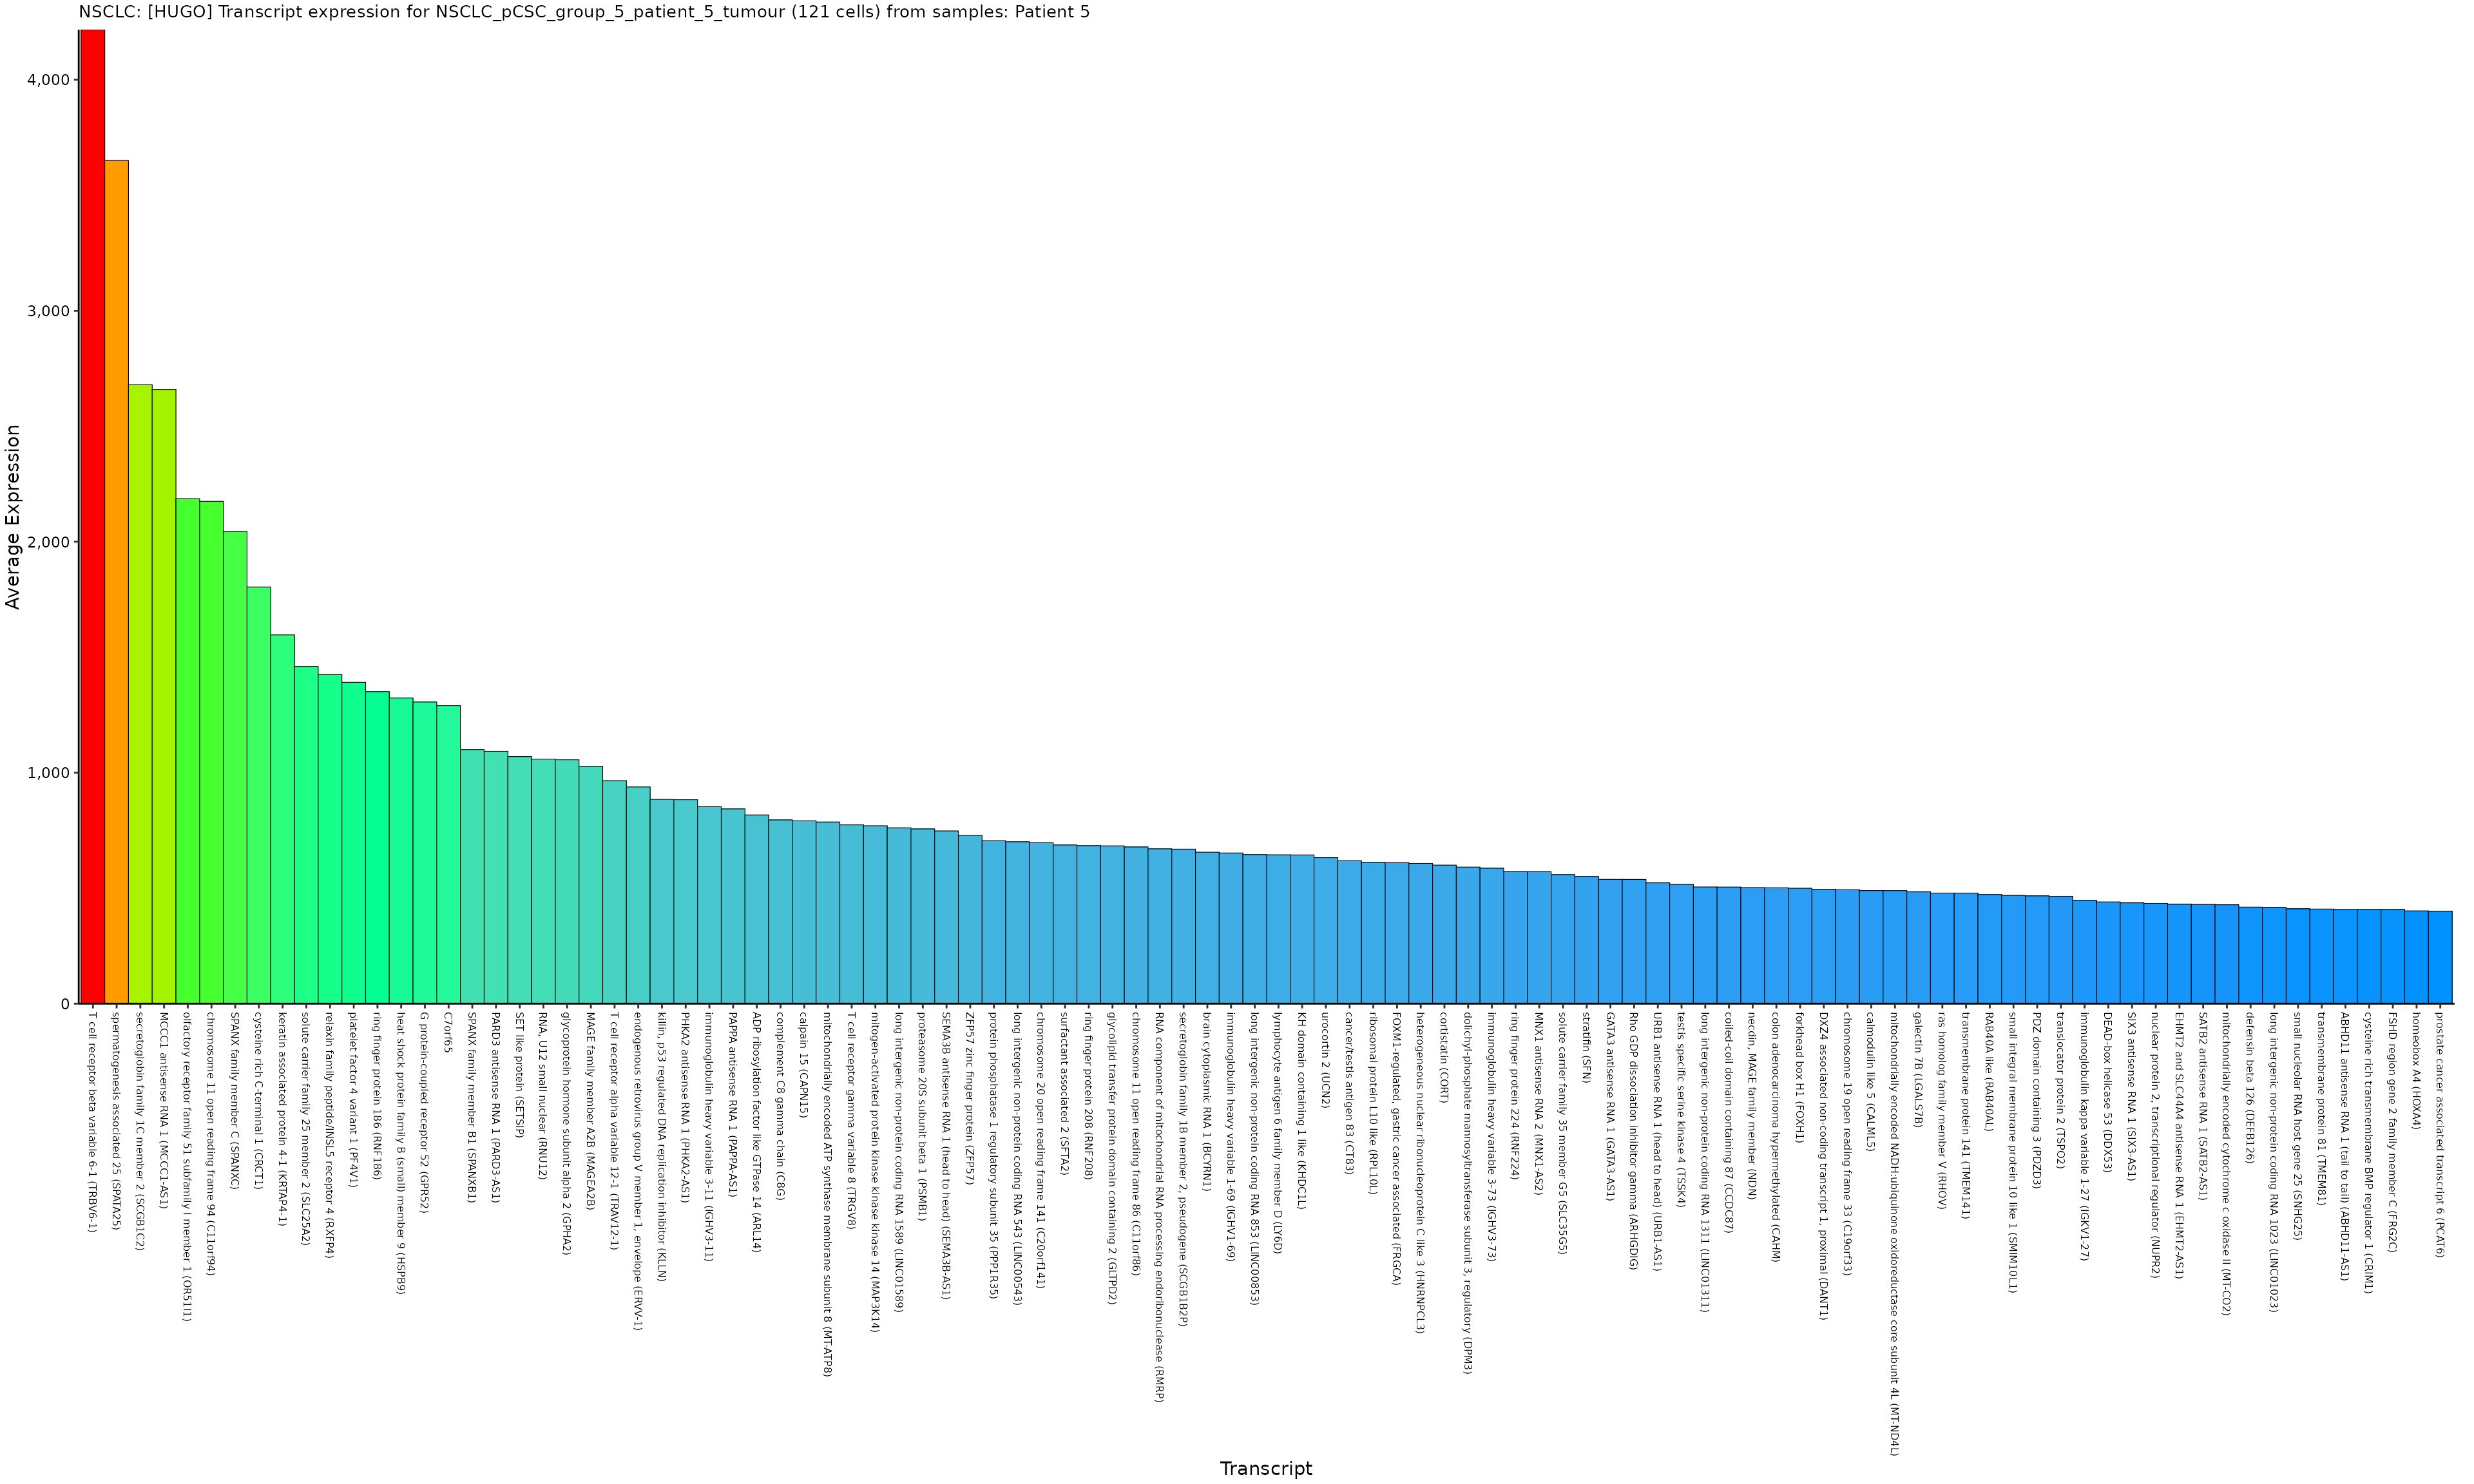 NSCLC: [HUGO] Transcript expression for NSCLC_pCSC_group_5_patient_5_tumour (121 cells) from samples: Patient 5
Average Expression
4,000
3,000
2,000
1,000
0
T cell receptor beta variable 6-1 (TRBV6-1)
spermatogenesis associated 25 (SPATA25)
secretoglobin family 1C member 2 (SCGB1C2)
MCCC1 antisense RNA 1 (MCCC1-AS1)
olfactory receptor family 51 subfamily I member 1 (OR51I1)
chromosome 11 open reading frame 94 (C11orf94)
SPANX family member C (SPANXC)
cysteine rich C-terminal 1 (CRCT1)
keratin associated protein 4-1 (KRTAP4-1)
solute carrier family 25 member 2 (SLC25A2)
relaxin family peptide/INSL5 receptor 4 (RXFP4)
platelet factor 4 variant 1 (PF4V1)
ring finger protein 186 (RNF186)
heat shock protein family B (small) member 9 (HSPB9)
G protein-coupled receptor 52 (GPR52)
C7orf65
SPANX family member B1 (SPANXB1)
PARD3 antisense RNA 1 (PARD3-AS1)
SET like protein (SETSIP)
RNA, U12 small nuclear (RNU12)
glycoprotein hormone subunit alpha 2 (GPHA2)
MAGE family member A2B (MAGEA2B)
T cell receptor alpha variable 12-1 (TRAV12-1)
endogenous retrovirus group V member 1, envelope (ERVV-1)
killin, p53 regulated DNA replication inhibitor (KLLN)
PHKA2 antisense RNA 1 (PHKA2-AS1)
immunoglobulin heavy variable 3-11 (IGHV3-11)
PAPPA antisense RNA 1 (PAPPA-AS1)
ADP ribosylation factor like GTPase 14 (ARL14)
complement C8 gamma chain (C8G)
calpain 15 (CAPN15)
mitochondrially encoded ATP synthase membrane subunit 8 (MT-ATP8)
T cell receptor gamma variable 8 (TRGV8)
mitogen-activated protein kinase kinase kinase 14 (MAP3K14)
long intergenic non-protein coding RNA 1589 (LINC01589)
proteasome 20S subunit beta 1 (PSMB1)
SEMA3B antisense RNA 1 (head to head) (SEMA3B-AS1)
ZFP57 zinc finger protein (ZFP57)
protein phosphatase 1 regulatory subunit 35 (PPP1R35)
long intergenic non-protein coding RNA 543 (LINC00543)
chromosome 20 open reading frame 141 (C20orf141)
surfactant associated 2 (SFTA2)
ring finger protein 208 (RNF208)
glycolipid transfer protein domain containing 2 (GLTPD2)
chromosome 11 open reading frame 86 (C11orf86)
RNA component of mitochondrial RNA processing endoribonuclease (RMRP)
secretoglobin family 1B member 2, pseudogene (SCGB1B2P)
brain cytoplasmic RNA 1 (BCYRN1)
immunoglobulin heavy variable 1-69 (IGHV1-69)
long intergenic non-protein coding RNA 853 (LINC00853)
lymphocyte antigen 6 family member D (LY6D)
KH domain containing 1 like (KHDC1L)
urocortin 2 (UCN2)
cancer/testis antigen 83 (CT83)
ribosomal protein L10 like (RPL10L)
FOXM1-regulated, gastric cancer associated (FRGCA)
heterogeneous nuclear ribonucleoprotein C like 3 (HNRNPCL3)
cortistatin (CORT)
dolichyl-phosphate mannosyltransferase subunit 3, regulatory (DPM3)
immunoglobulin heavy variable 3-73 (IGHV3-73)
ring finger protein 224 (RNF224)
MNX1 antisense RNA 2 (MNX1-AS2)
solute carrier family 35 member G5 (SLC35G5)
stratifin (SFN)
GATA3 antisense RNA 1 (GATA3-AS1)
Rho GDP dissociation inhibitor gamma (ARHGDIG)
URB1 antisense RNA 1 (head to head) (URB1-AS1)
testis specific serine kinase 4 (TSSK4)
long intergenic non-protein coding RNA 1311 (LINC01311)
coiled-coil domain containing 87 (CCDC87)
necdin, MAGE family member (NDN)
colon adenocarcinoma hypermethylated (CAHM)
forkhead box H1 (FOXH1)
DXZ4 associated non-coding transcript 1, proximal (DANT1)
chromosome 19 open reading frame 33 (C19orf33)
calmodulin like 5 (CALML5)
mitochondrially encoded NADH:ubiquinone oxidoreductase core subunit 4L (MT-ND4L)
galectin 7B (LGALS7B)
ras homolog family member V (RHOV)
transmembrane protein 141 (TMEM141)
RAB40A like (RAB40AL)
small integral membrane protein 10 like 1 (SMIM10L1)
PDZ domain containing 3 (PDZD3)
translocator protein 2 (TSPO2)
immunoglobulin kappa variable 1-27 (IGKV1-27)
DEAD-box helicase 53 (DDX53)
SIX3 antisense RNA 1 (SIX3-AS1)
nuclear protein 2, transcriptional regulator (NUPR2)
EHMT2 and SLC44A4 antisense RNA 1 (EHMT2-AS1)
SATB2 antisense RNA 1 (SATB2-AS1)
mitochondrially encoded cytochrome c oxidase II (MT-CO2)
defensin beta 126 (DEFB126)
long intergenic non-protein coding RNA 1023 (LINC01023)
small nucleolar RNA host gene 25 (SNHG25)
transmembrane protein 81 (TMEM81)
ABHD11 antisense RNA 1 (tail to tail) (ABHD11-AS1)
cysteine rich transmembrane BMP regulator 1 (CRIM1)
FSHD region gene 2 family member C (FRG2C)
homeobox A4 (HOXA4)
prostate cancer associated transcript 6 (PCAT6)
Transcript